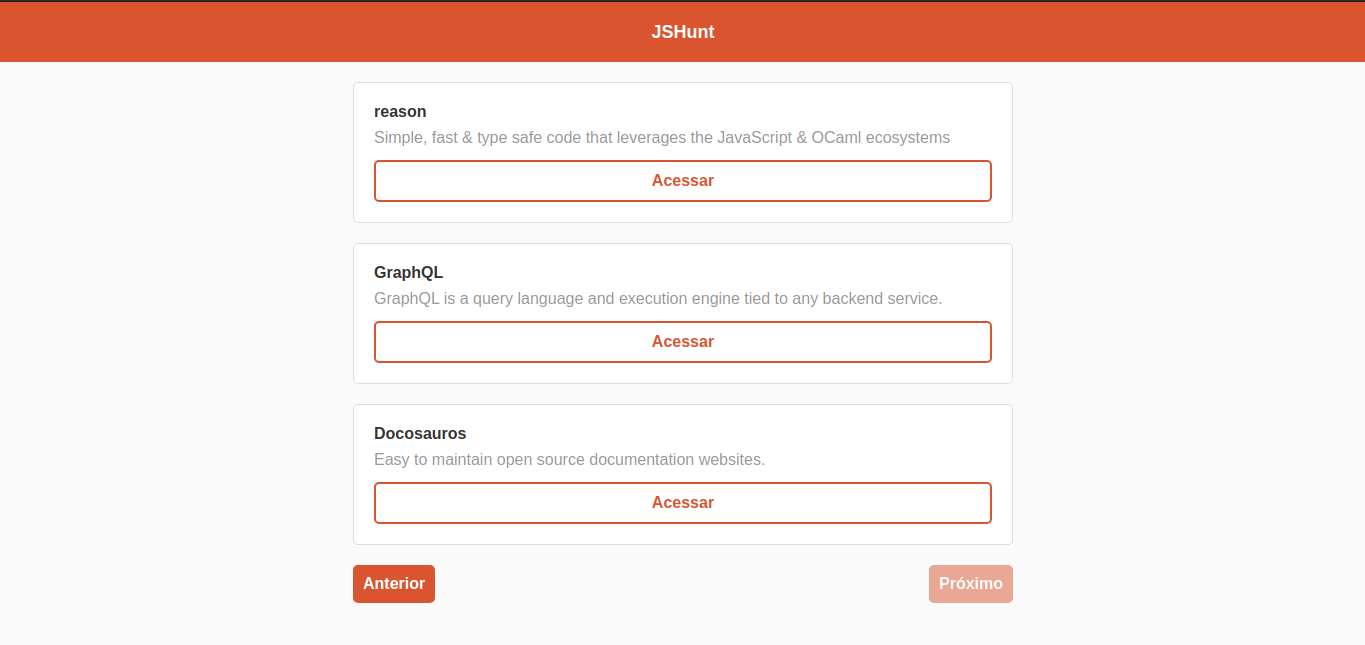 JSHunt
reason
Simple, fast & type safe code that leverages the JavaScript & OCaml ecosystems
Acessar
GraphQL
GraphQL is a query language and execution engine tied to any backend service.
Acessar
Docosauros
Easy to maintain open source documentation websites.
Acessar
Anterior
Próximo